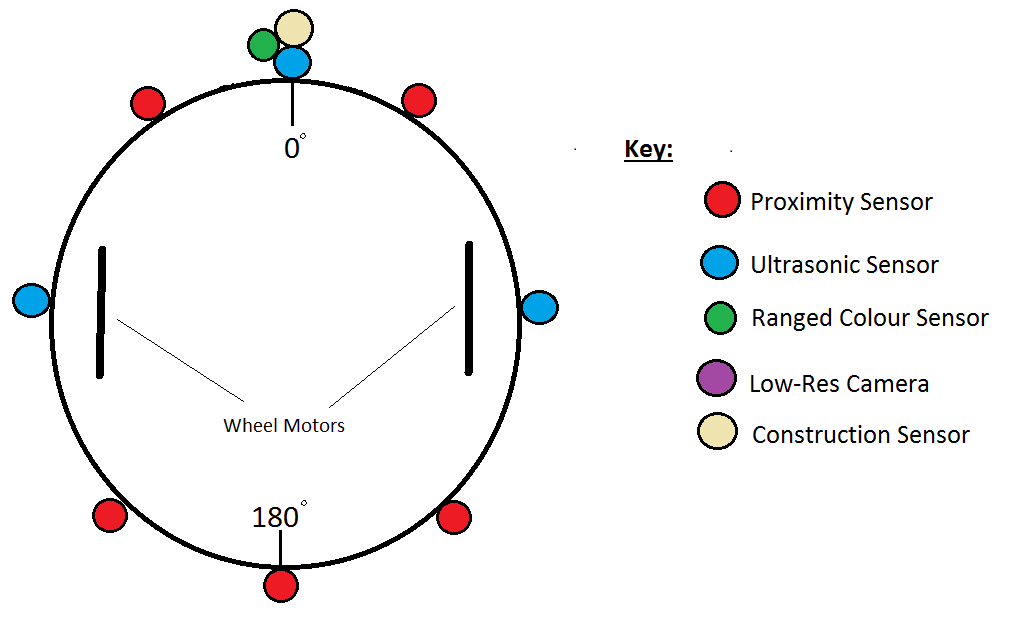 0°
Key:
Proximity Sensor
Ultrasonic Sensor
Ranged Colour Sensor
Low-Res Camera
Wheel Motors
Construction Sensor
180°